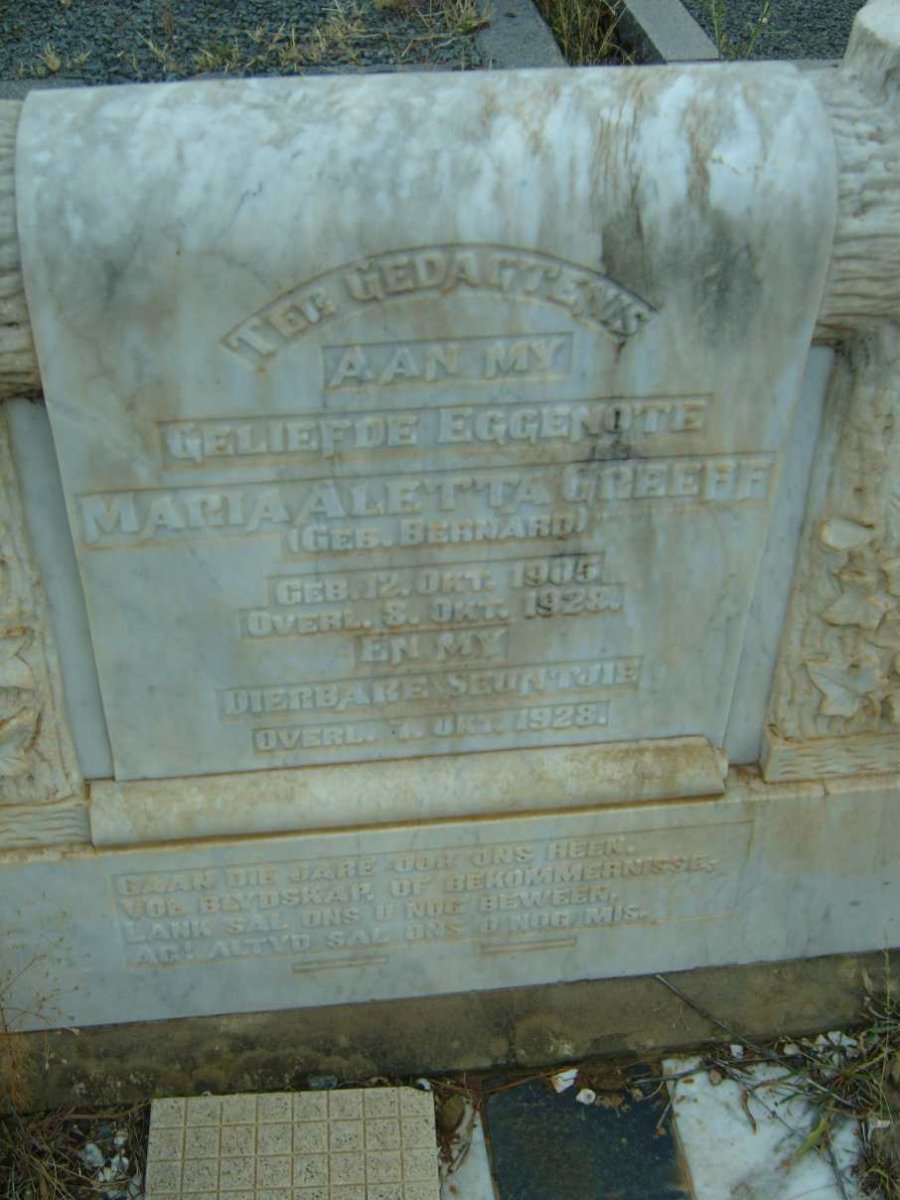 TER GEDAGTENIS
AAN MY
GELIEFDE EGGENOTE
MARIA ALETTA GREEFF
(GEB. BERNARD)
GEB. 12. OKT. 1905
OVERL. 8. OKT. 1928.
EN MY
DIERBARE SEUNTJIE
OVERL. 4. OKT. 1928.
GAAN DIE JARE OOK ONS HEEN.
VOL BLYDSKAP, OF BEKOMMERNISSE,
LANK SAL ONS U NOG BEWEEN,
ACH ALTYD SAL ONS U NOG MIS.